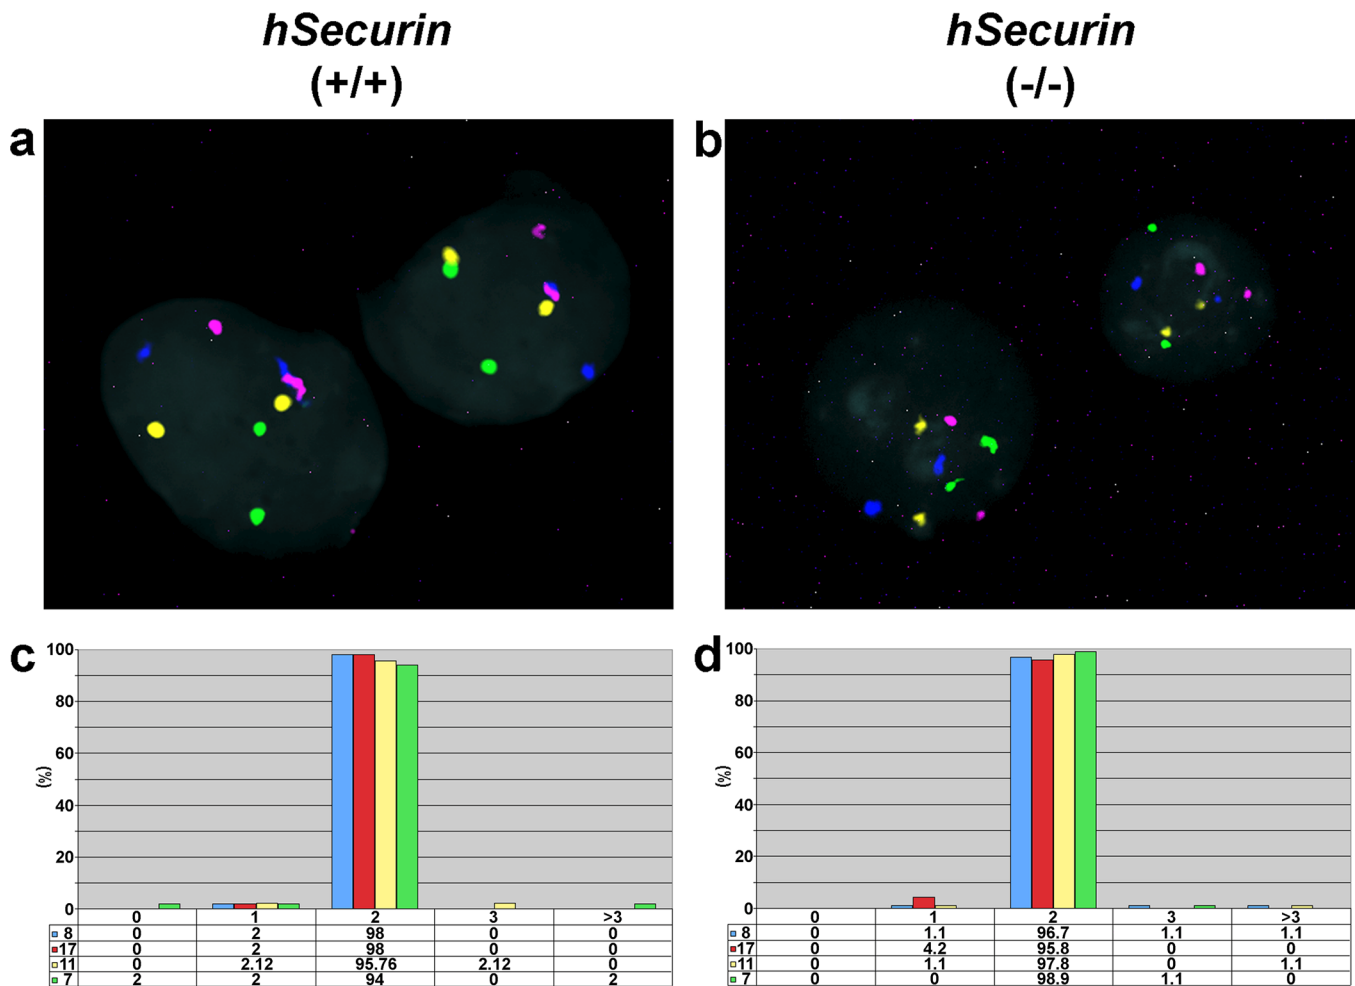 hSecurin
(+/+)
hSecurin
(-/-)
a
b
c
100
80
60
40
20
0
(%)
0 1 2 3 >3
8 0 2 98 0 0
17 0 2 98 0 0
11 0 2.12 95.76 2.12 0
7 2 2 94 0 2
d
100
80
60
40
20
0
(%)
0 1 2 3 >3
8 0 1.1 96.7 1.1 1.1
17 0 4.2 95.8 0 0
11 0 1.1 97.8 0 1.1
7 0 0 98.9 1.1 0